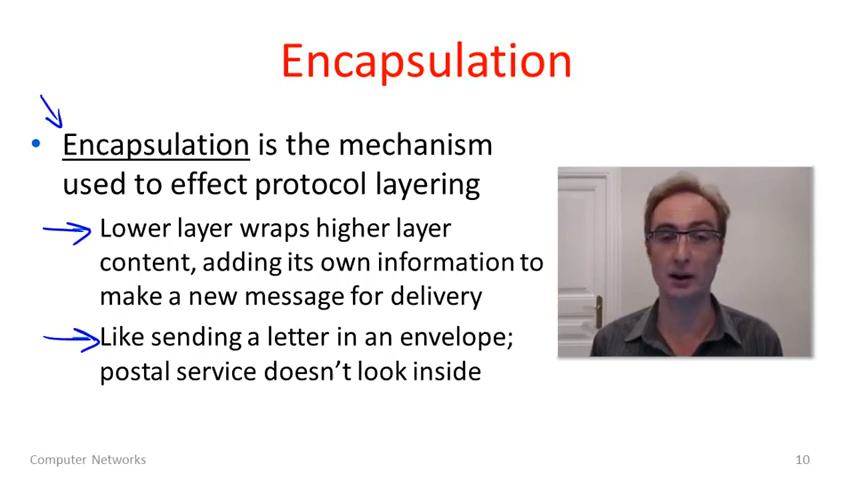 Encapsulation
• Encapsulation is the mechanism
used to effect protocol layering
Lower layer wraps higher layer
content, adding its own information to
make a new message for delivery
Like sending a letter in an envelope;
postal service doesn’t look inside
Computer Networks
10